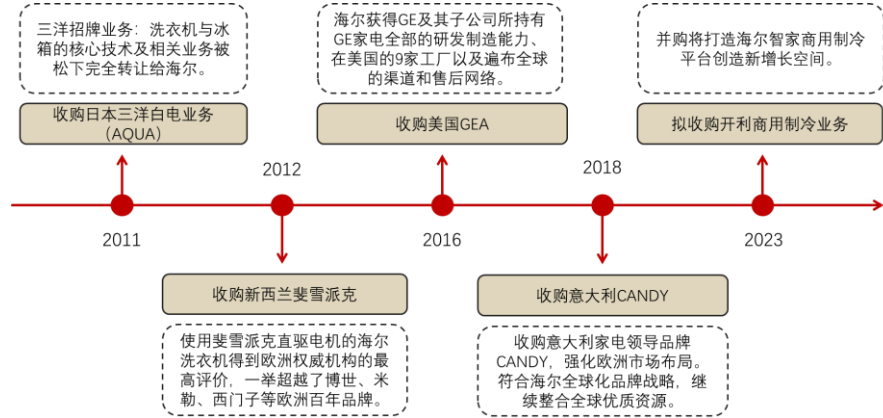 三洋招牌业务：洗衣机与冰
箱的核心技术及相关业务被
松下完全转让给海尔。
收购日本三洋白电业务
（AQUA）
2011
2012
收购新西兰斐雪派克
使用斐雪派克直驱电机的海尔
洗衣机得到欧洲权威机构的最
高评价，一举超越了博世、米
勒、西门子等欧洲百年品牌。
海尔获得GE及其子公司所持有
GE家电全部的研发制造能力、
在美国的9家工厂以及遍布全球
的渠道和售后网络。
收购美国GEA
2016
2018
收购意大利CANDY
收购意大利家电领导品牌
CANDY，强化欧洲市场布局。
符合海尔全球化品牌战略，继
续整合全球优质资源。
并购将打造海尔智家商用制冷
平台创造新增长空间。
拟收购开利商用制冷业务
2023